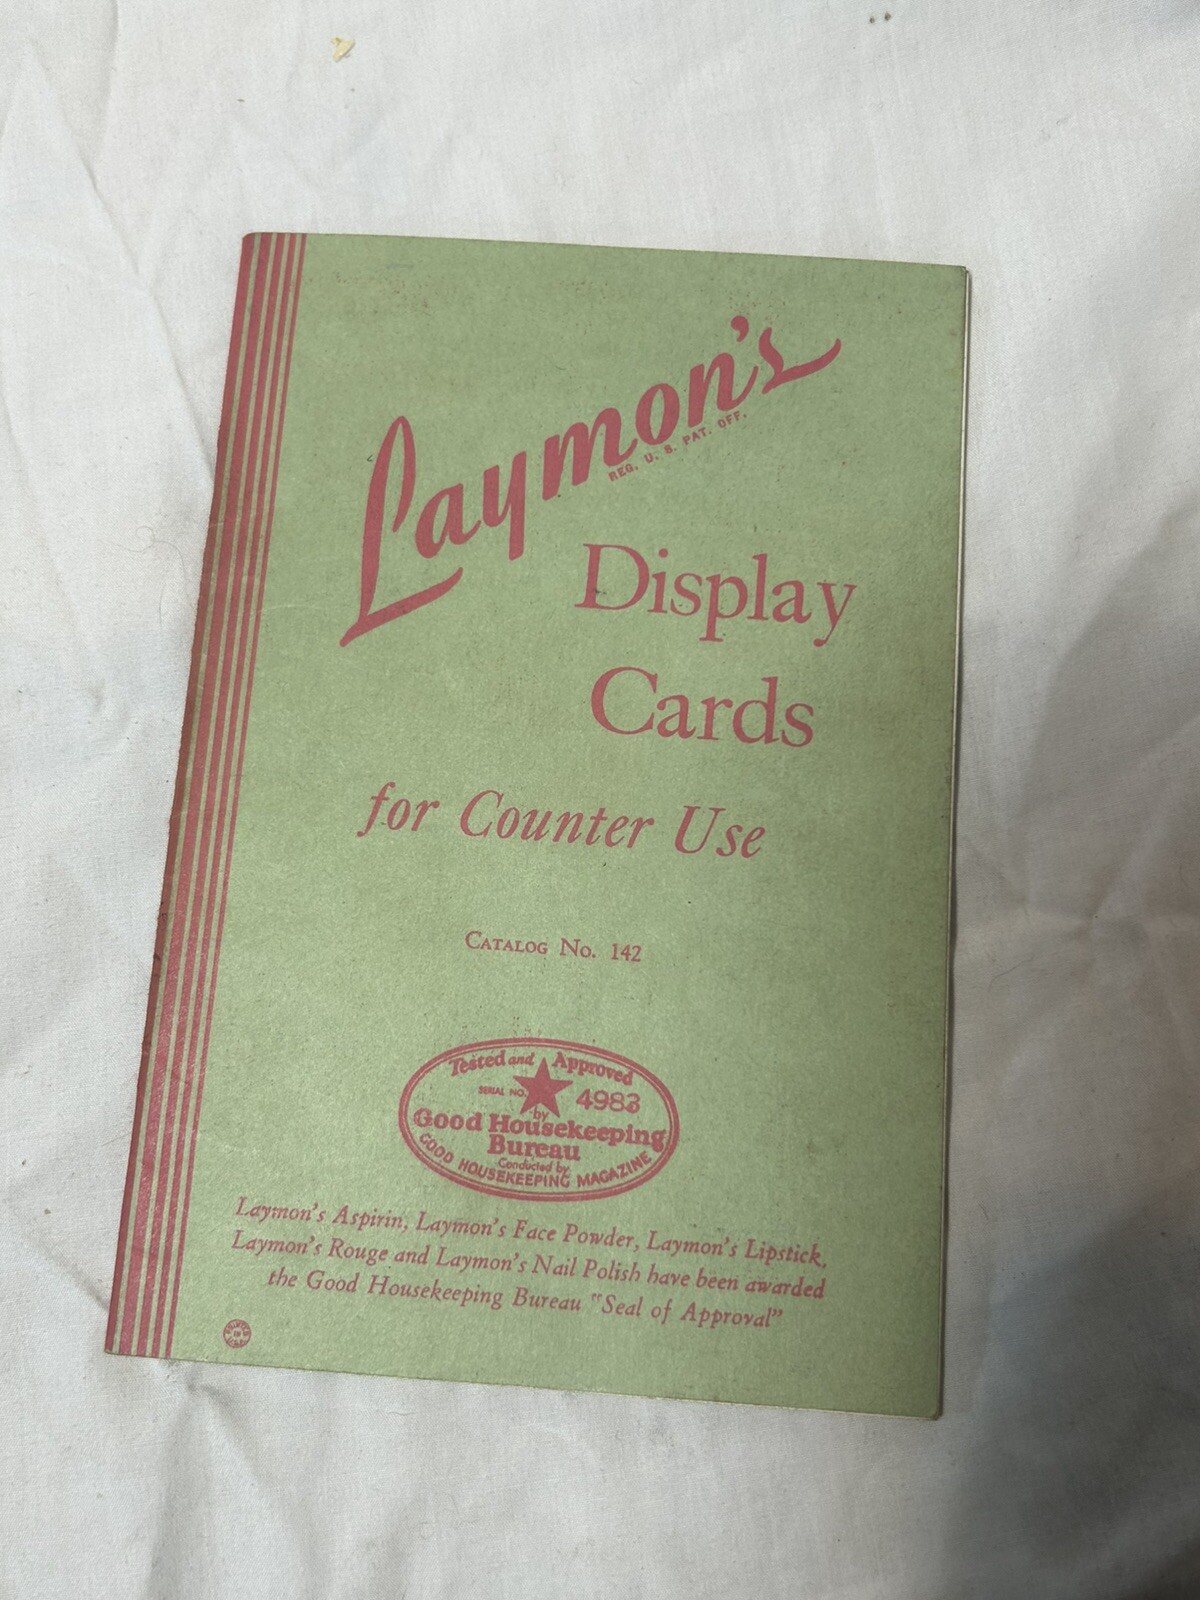 Laymon's
REG. U. S. PAT. OFF.
Display
Cards
for Counter Use
CATALOG NO. 142
Tested and Approved
SERIAL NO. 4983
by
Good Housekeeping
Bureau
Conducted by
GOOD HOUSEKEEPING MAGAZINE
Laymon's Aspirin, Laymon's Face Powder, Laymon's Lipstick,
Laymon's Rouge and Laymon's Nail Polish have been awarded
the Good Housekeeping Bureau "Seal of Approval"
PRINTED
IN
U.S.A.